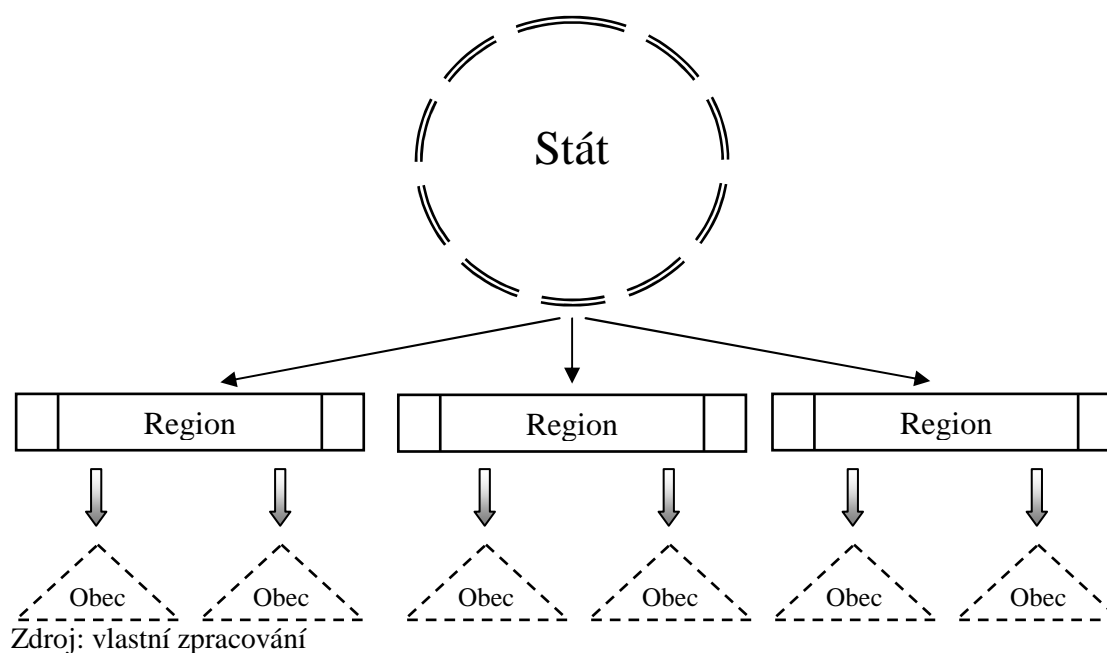 Stát
Region Region Region
Obec Obec Obec Obec Obec Obec
Zdroj: vlastní zpracování